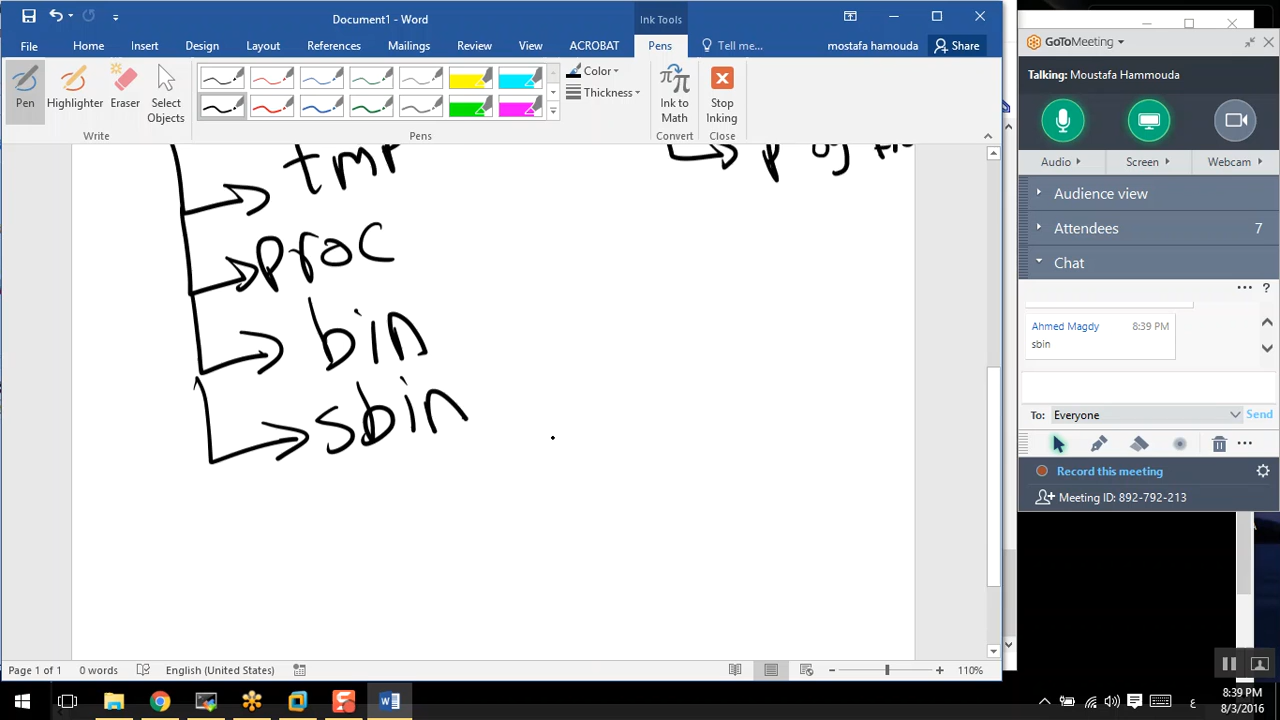 Document1 - Word
Ink Tools
File
Home
Insert
Design
Layout
References
Mailings
Review
View
ACROBAT
Pens
Tell me...
mostafa hamouda
Share
Pen
Highlighter
Eraser
Select
Objects
Color
Thickness
Ink to
Math
Stop
Inking
Write
Pens
Convert
Close
tmp
proc
bin
sbin
Page 1 of 1
0 words
English (United States)
110%
GoToMeeting
Talking: Moustafa Hammouda
Audio
Screen
Webcam
Audience view
Attendees
7
Chat
Ahmed Magdy
8:39 PM
sbin
To:
Everyone
Send
Record this meeting
Meeting ID: 892-792-213
ع
8:39 PM
8/3/2016